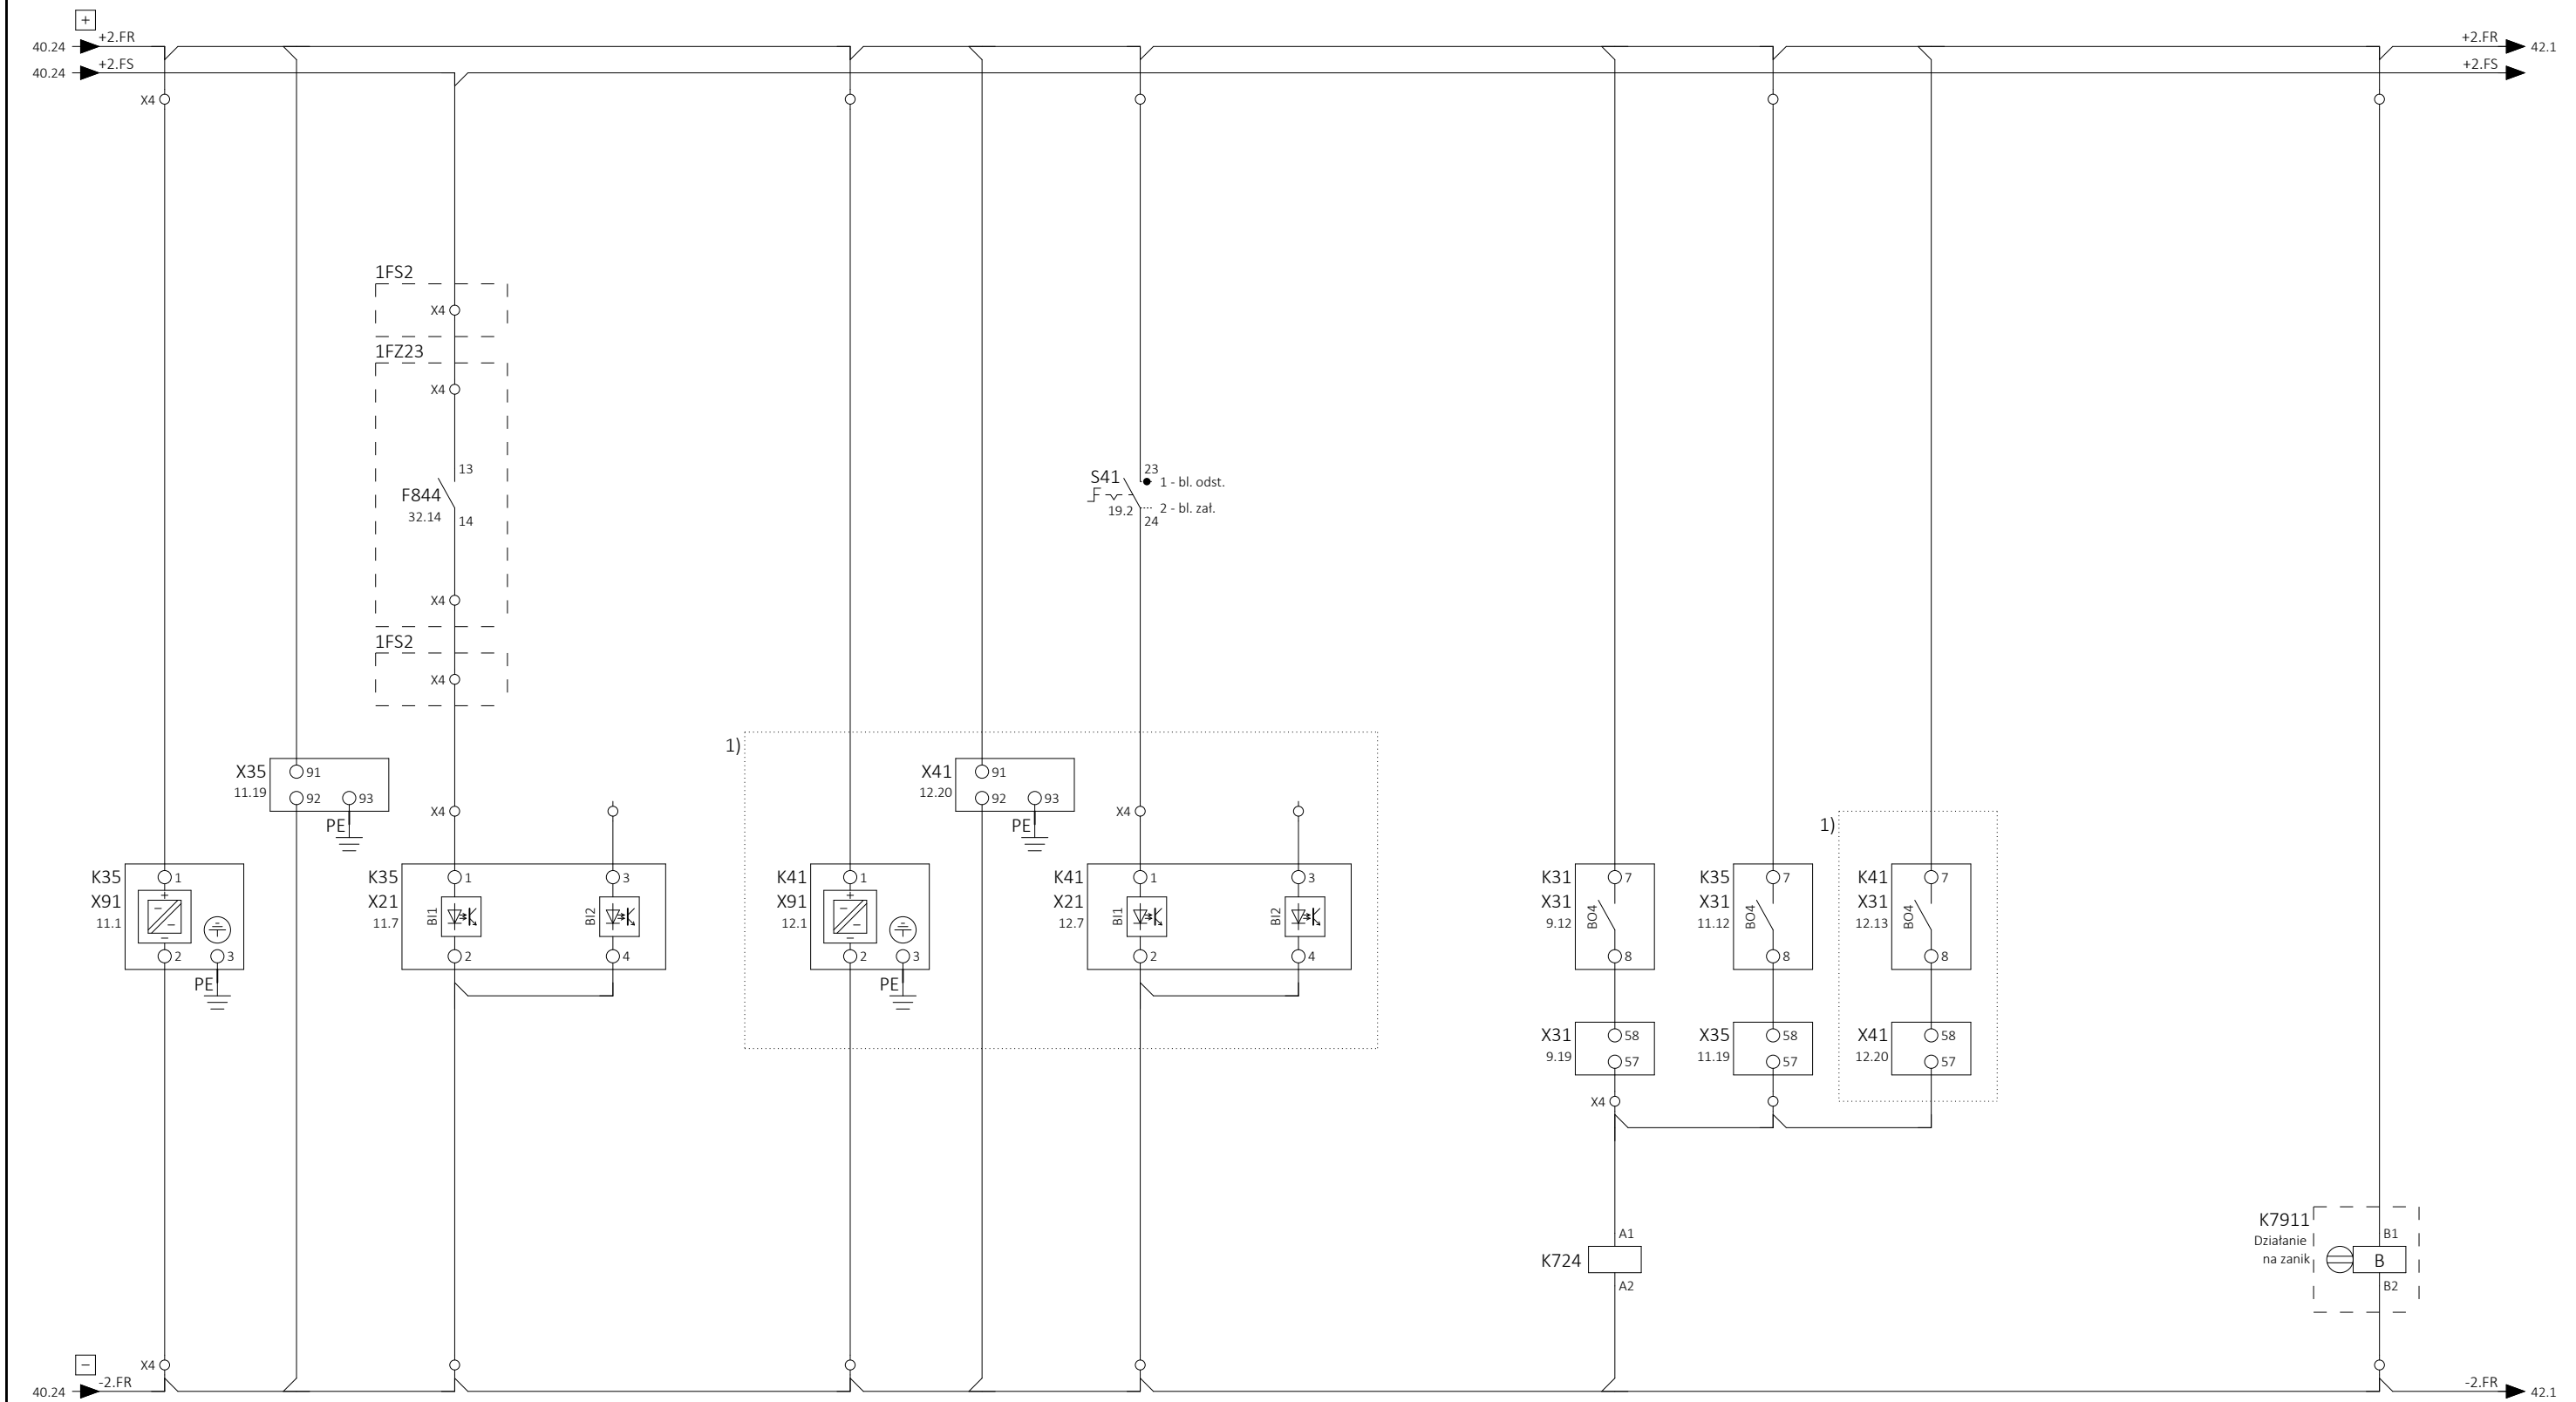 +
40.24 +2.FR +2.FR 42.1
40.24 +2.FS +2.FS
X4
1FS2
X4
1FZ23
X4
13
F844
32.14
14
X4
1FS2
X4
S41
23
1 - bl. odst.
19.2
2 - bl. zał.
24
1)
X35
11.19
91
92
93
PE
X4
X41
12.20
91
92
93
PE
X4
1)
K35
X91
11.1
1
+
−
−
−
2
3
PE
K35
X21
11.7
1
BI1
2
3
BI2
4
K41
X91
12.1
1
+
−
−
−
2
3
PE
K41
X21
12.7
1
BI1
2
3
BI2
4
K31
X31
9.12
7
BO4
8
K35
X31
11.12
7
BO4
8
K41
X31
12.13
7
BO4
8
X31
9.19
58
57
X35
11.19
58
57
X41
12.20
58
57
X4
K724
A1
A2
K7911
Działanie
na zanik
B1
B
B2
−
X4
40.24 -2.FR -2.FR 42.1